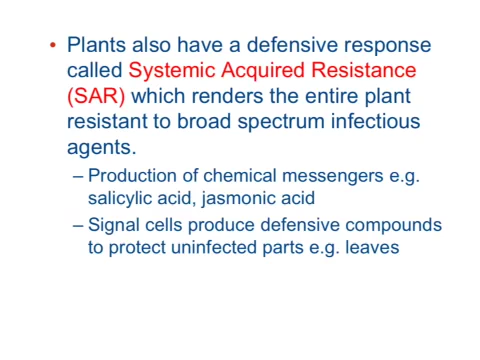 • Plants also have a defensive response
called Systemic Acquired Resistance
(SAR) which renders the entire plant
resistant to broad spectrum infectious
agents.
– Production of chemical messengers e.g.
salicylic acid, jasmonic acid
– Signal cells produce defensive compounds
to protect uninfected parts e.g. leaves